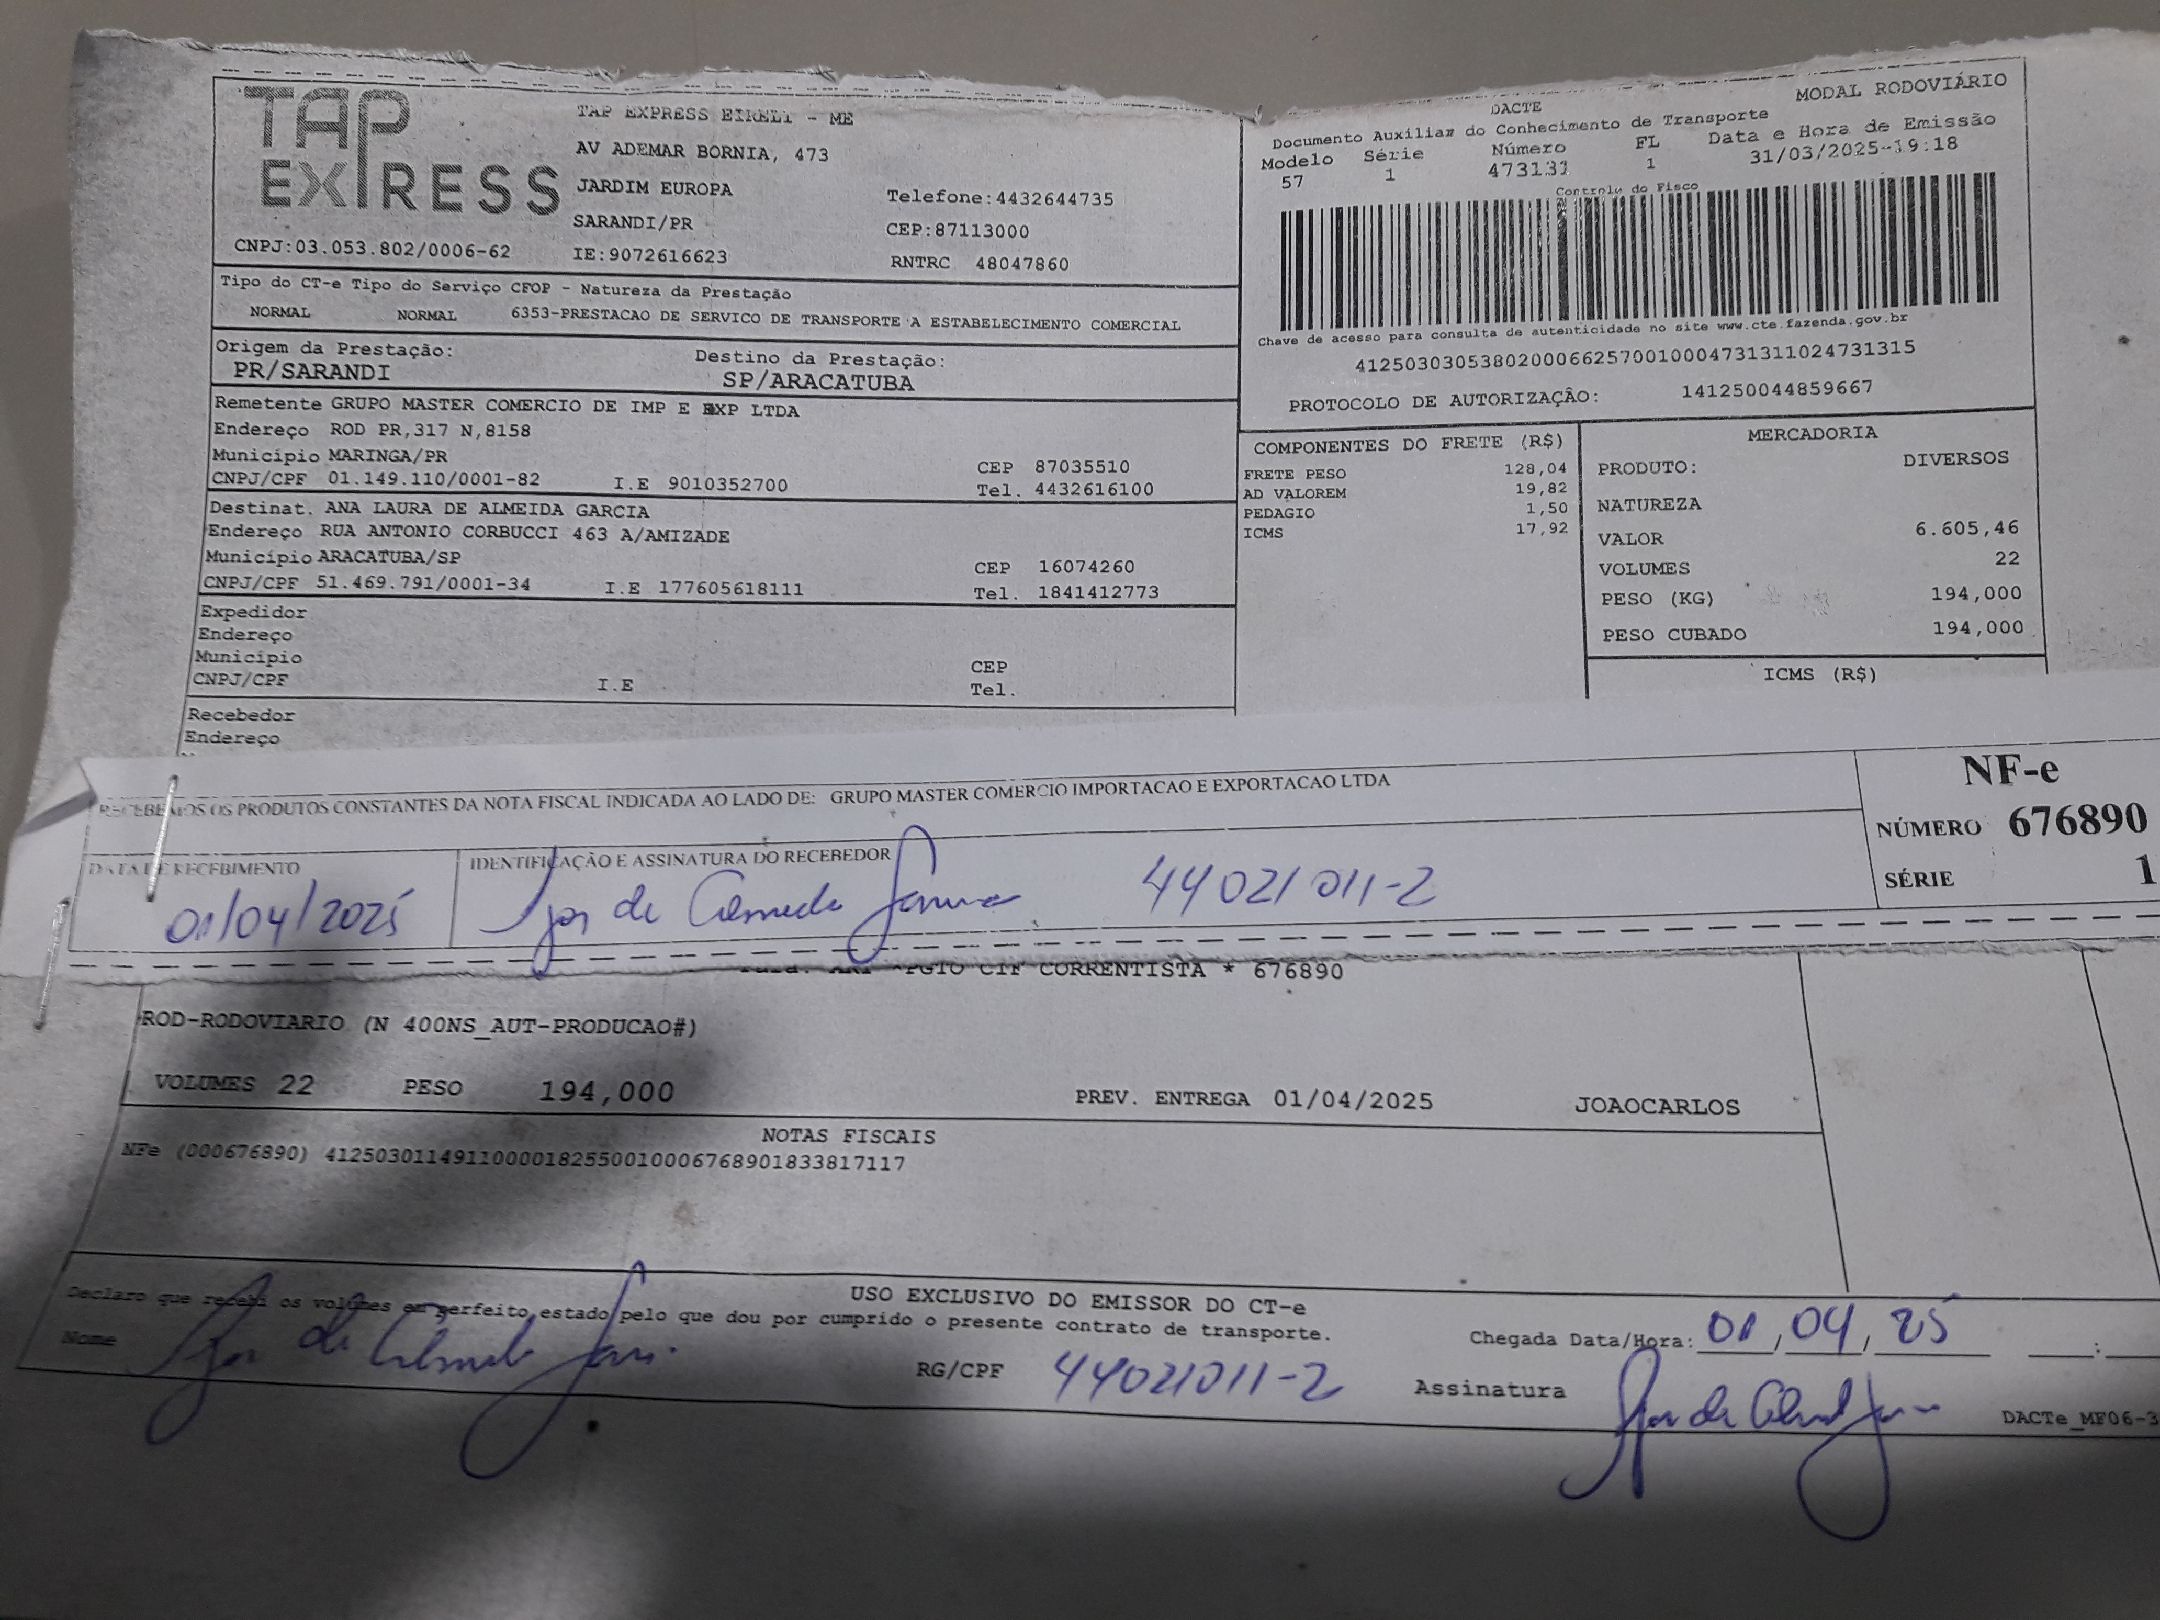 TAP EXPRESS
TAP EXPRESS EIRELI - ME
AV ADEMAR BORNIA, 473
JARDIM EUROPA
Telefone:4432644735
SARANDI/PR
CEP:87113000
CNPJ:03.053.802/0006-62
IE:9072616623
RNTRC 48047860
MODAL RODOVIÁRIO
DACTE
Documento Auxiliar do Conhecimento de Transporte
Modelo Série Número FL Data e Hora de Emissão
57 1 473131 1 31/03/2025-19:18
Controle do Fisco
Chave de acesso para consulta de autenticidade no site www.cte.fazenda.gov.br
41250303053802000662570010004731311024731315
PROTOCOLO DE AUTORIZAÇÂO: 141250044859667
Tipo do CT-e Tipo do Serviço CFOP - Natureza da Prestação
NORMAL NORMAL 6353-PRESTACAO DE SERVICO DE TRANSPORTE A ESTABELECIMENTO COMERCIAL
Origem da Prestação: Destino da Prestação:
PR/SARANDI SP/ARACATUBA
Remetente GRUPO MASTER COMERCIO DE IMP E EXP LTDA
Endereço ROD PR,317 N,8158
Município MARINGA/PR CEP 87035510
CNPJ/CPF 01.149.110/0001-82 I.E 9010352700 Tel. 4432616100
Destinat. ANA LAURA DE ALMEIDA GARCIA
Endereço RUA ANTONIO CORBUCCI 463 A/AMIZADE
Município ARACATUBA/SP CEP 16074260
CNPJ/CPF 51.469.791/0001-34 I.E 177605618111 Tel. 1841412773
Expedidor
Endereço
Município CEP
CNPJ/CPF I.E Tel.
Recebedor
Endereço
COMPONENTES DO FRETE (R$)
FRETE PESO 128,04
AD VALOREM 19,82
PEDAGIO 1,50
ICMS 17,92
MERCADORIA
PRODUTO: DIVERSOS
NATUREZA
VALOR 6.605,46
VOLUMES 22
PESO (KG) 194,000
PESO CUBADO 194,000
ICMS (R$)
RECEBEMOS OS PRODUTOS CONSTANTES DA NOTA FISCAL INDICADA AO LADO DE: GRUPO MASTER COMERCIO IMPORTACAO E EXPORTACAO LTDA
NF-e
NÚMERO 676890
SÉRIE 1
DATA DE RECEBIMENTO IDENTIFICAÇÃO E ASSINATURA DO RECEBEDOR
01/04/2025 de 44021011-2
PGTO CIF CORRENTISTA * 676890
ROD-RODOVIARIO (N 400NS_AUT-PRODUCAO#)
VOLUMES 22 PESO 194,000 PREV. ENTREGA 01/04/2025 JOAOCARLOS
NOTAS FISCAIS
NFe (000676890) 41250301149110000182550010006768901833817117
USO EXCLUSIVO DO EMISSOR DO CT-e
Declaro que recebi os volumes em perfeito estado pelo que dou por cumprido o presente contrato de transporte.
Chegada Data/Hora: 01,04,25 :
Nome de RG/CPF 44021011-2 Assinatura de
DACTe_MF06-3